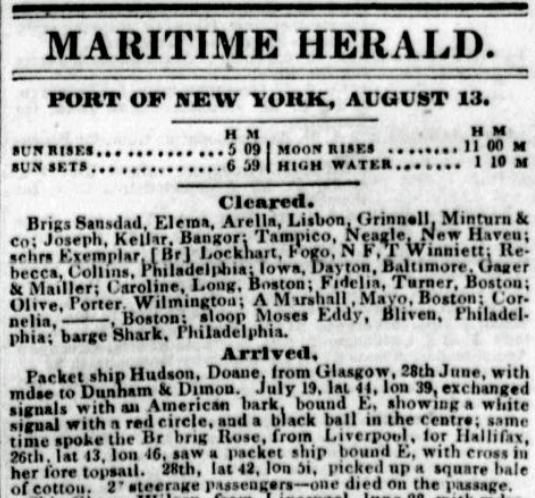 MARITIME HERALD.
PORT OF NEW YORK, AUGUST 13.
H M H M
SUN RISES............5 09 | MOON RISES ........11 00 M
SUN SETS.............6 59 | HIGH WATER....... 1 10 M
Cleared.
Brigs Sansdad, Elema, Arella, Lisbon, Grinnell, Minturn &
co; Joseph, Kellar, Bangor; Tampico, Neagle, New Haven;
schrs Exemplar, [Br] Lockhart, Fogo, N F, T Winniett; Re-
becca, Collins, Philadelphia; Iowa, Dayton, Baltimore, Gager
& Mailler; Caroline, Long, Boston; Fidelia, Turner, Boston;
Olive, Porter, Wilmington; A Marshall, Mayo, Boston; Cor-
nelia, ——, Boston; sloop Moses Eddy, Bliven, Philadel-
phia; barge Shark, Philadelphia.
Arrived.
Packet ship Hudson, Doane, from Glasgow, 28th June, with
mdse to Dunham & Dimon. July 19, lat 44, lon 39, exchanged
signals with an American bark, bound E, showing a white
signal with a red circle, and a black ball in the centre; same
time spoke the Br brig Rose, from Liverpool, for Hallifax,
26th, lat 43, lon 46, saw a packet ship bound E, with cross in
her fore topsail. 28th, lat 42, lon 51, picked up a square bale
of cotton. steerage passengers—one died on the passage.